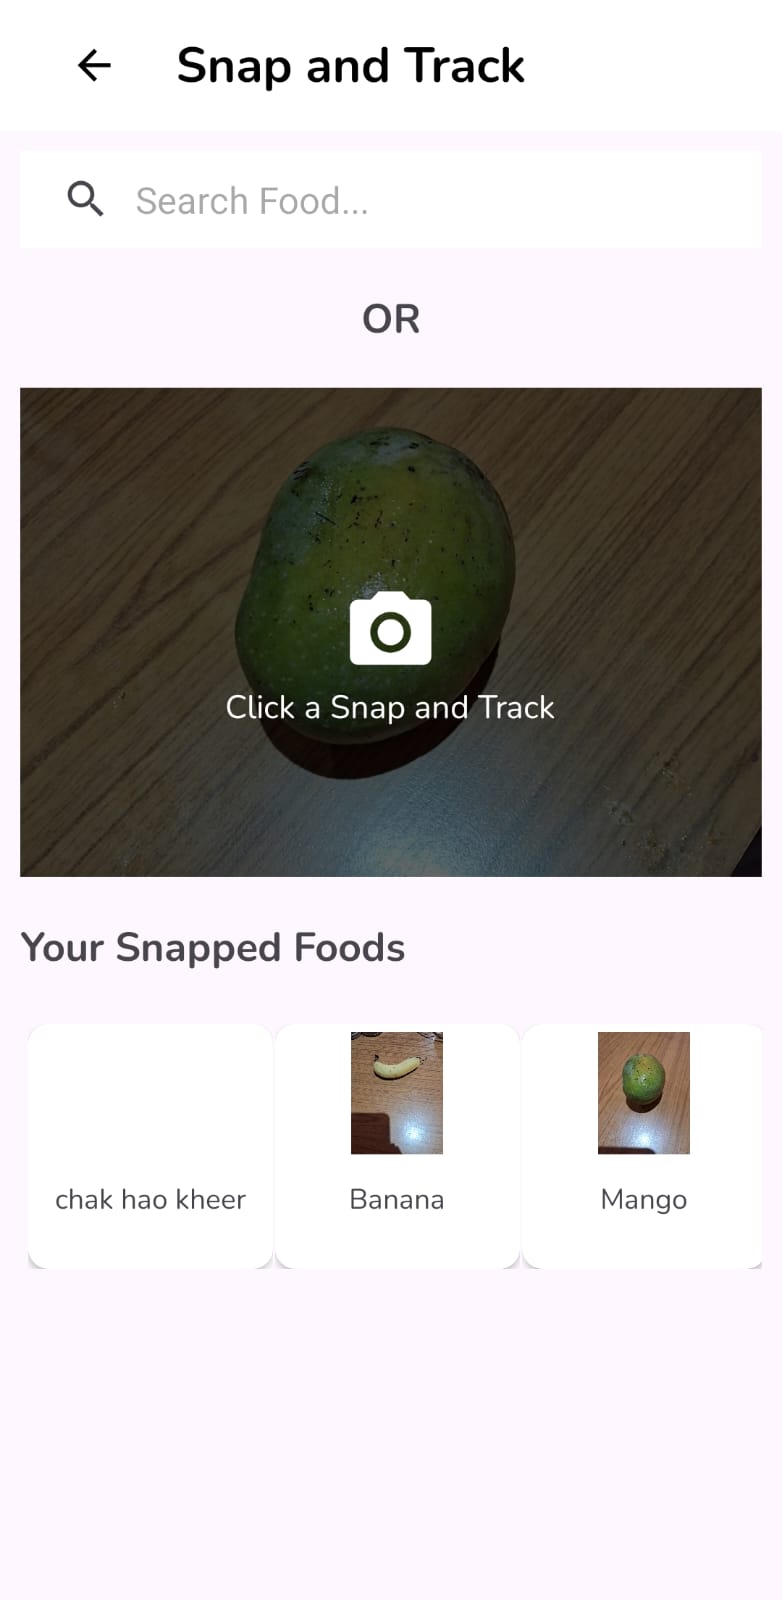 Snap and Track
Search Food...
OR
Click a Snap and Track
Your Snapped Foods
chak hao kheer
Banana
Mango